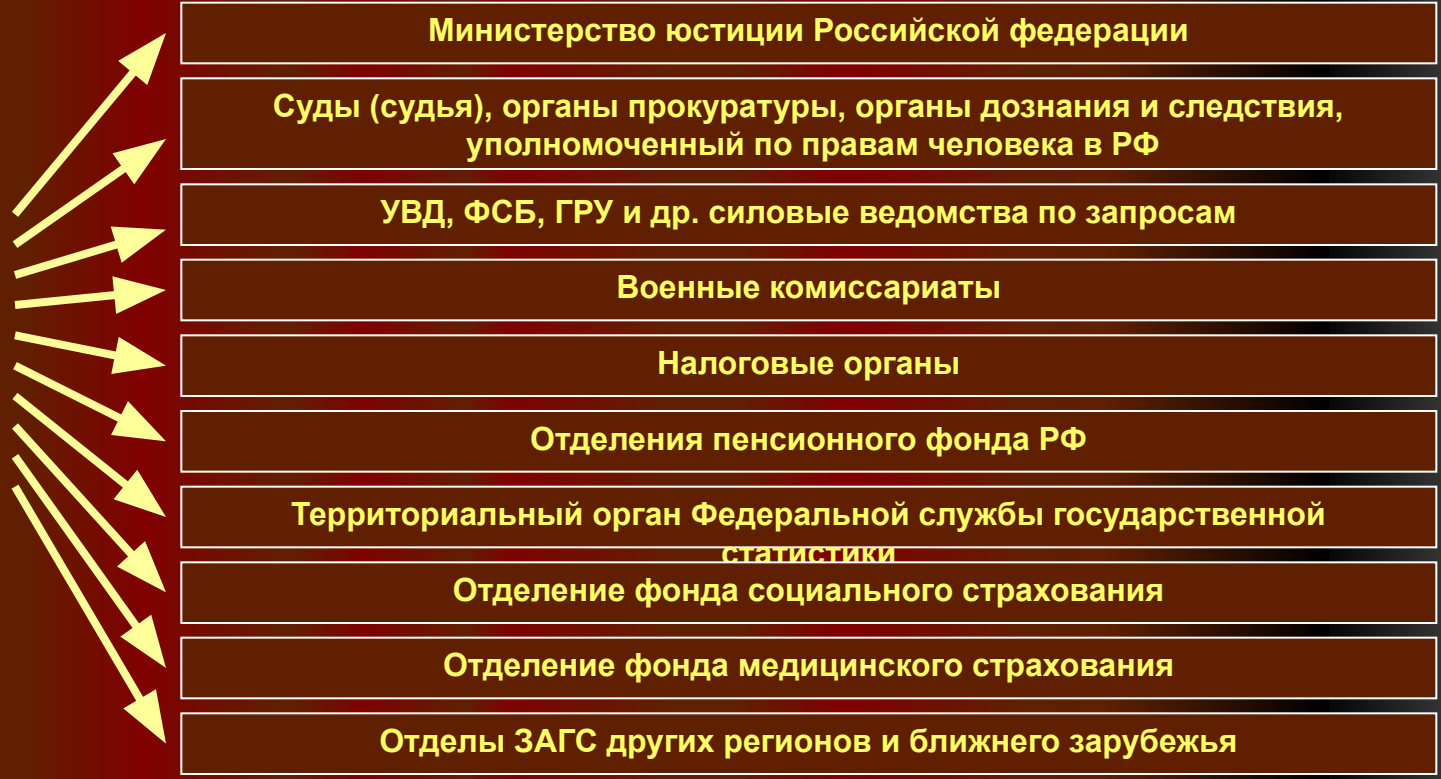 Министерство юстиции Российской федерации
Суды (судья), органы прокуратуры, органы дознания и следствия,
уполномоченный по правам человека в РФ
УВД, ФСБ, ГРУ и др. силовые ведомства по запросам
Военные комиссариаты
Налоговые органы
Отделения пенсионного фонда РФ
Территориальный орган Федеральной службы государственной
статистики
Отделение фонда социального страхования
Отделение фонда медицинского страхования
Отделы ЗАГС других регионов и ближнего зарубежья